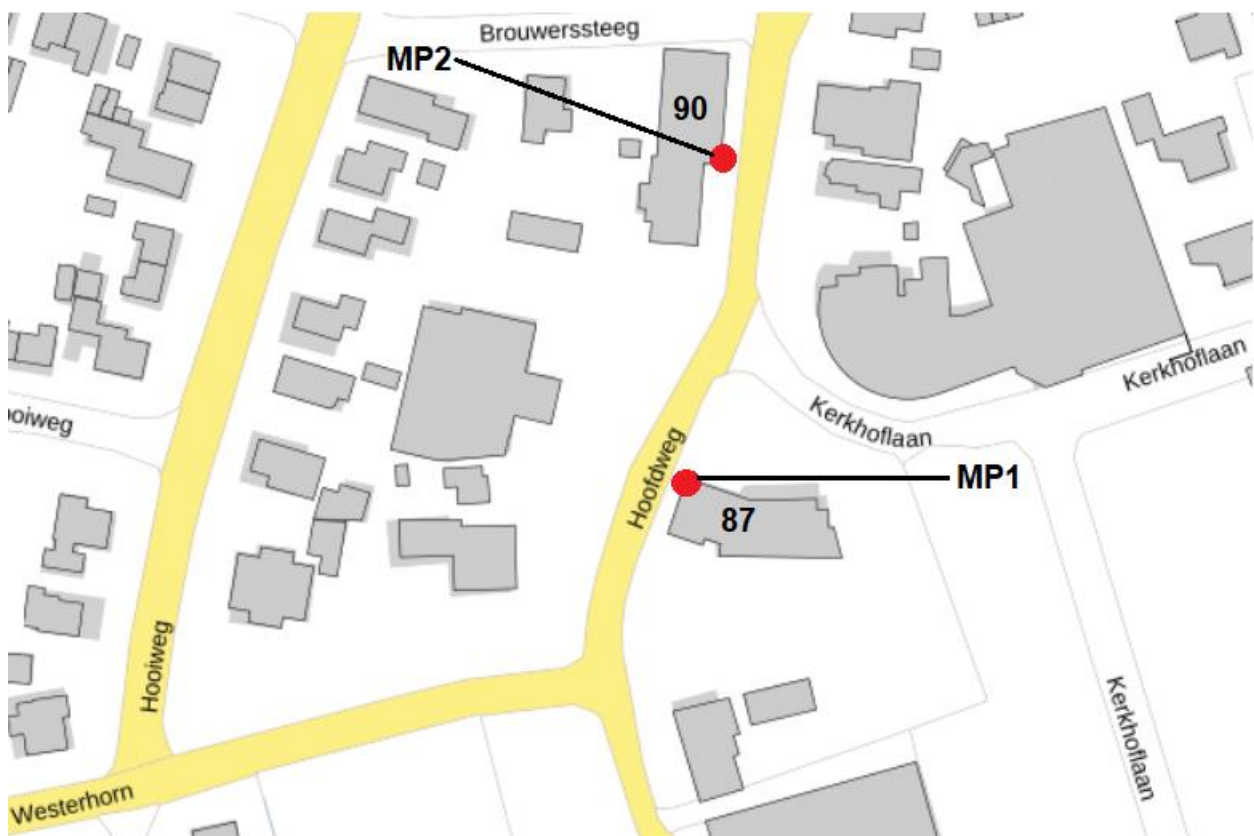 Brouwerssteeg
MP2
90
Kerkhoflaan
Kerkhoflaan
ooiweg
Hoofdweg
MP1
87
Hooiweg
Kerkhoflaan
Westerhorn